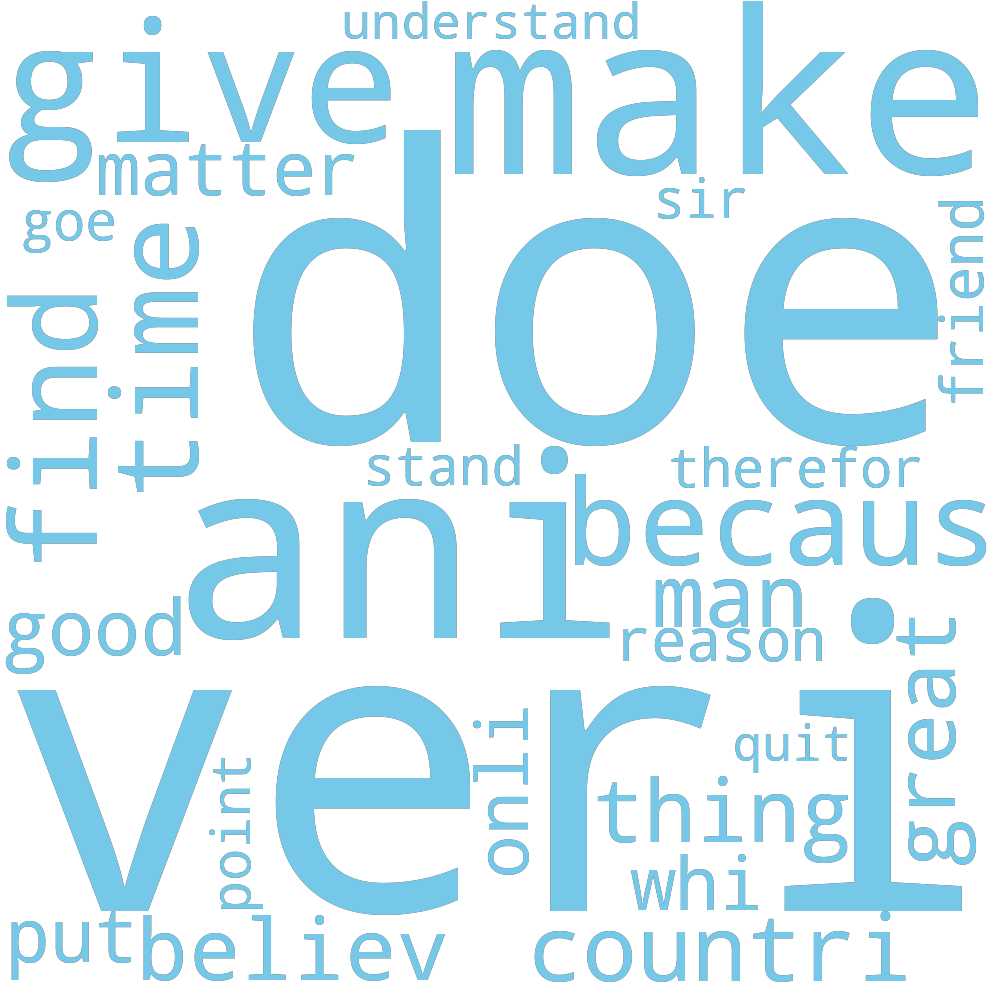 understand
give
make
matter
sir
goe
time
friend
doe
find
stand
therefor
ani
becaus
man
good
reason
great
veri
onli
quit
point
thing
whi
put
believ
countri